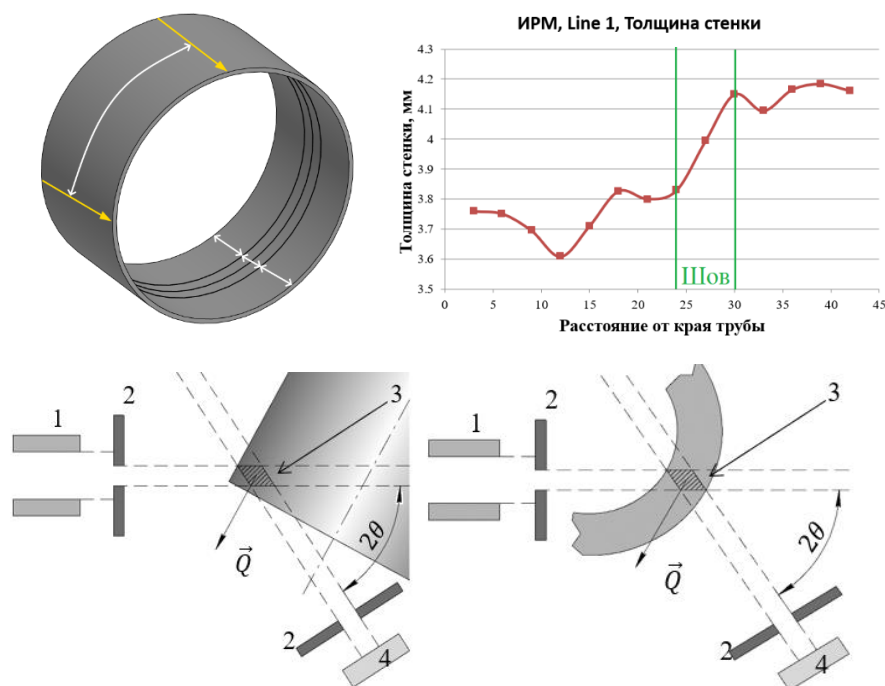 ИРМ, Line 1, Толщина стенки
Толщина стенки, мм
4.3
4.2
4.1
4
3.9
3.8
3.7
3.6
3.5
Шов
0 5 10 15 20 25 30 35 40 45
Расстояние от края трубы
1
2
3
Q
2θ
2
4
1
2
3
Q
2θ
2
4